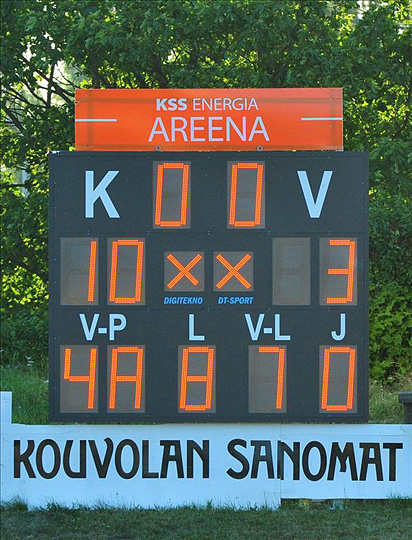 KSS ENERGIA
AREENA
K 0 0 V
10 X X 3
DIGITEKNO DT-SPORT
V-P L V-L J
4A 8 7 0
KOUVOLAN SANOMAT